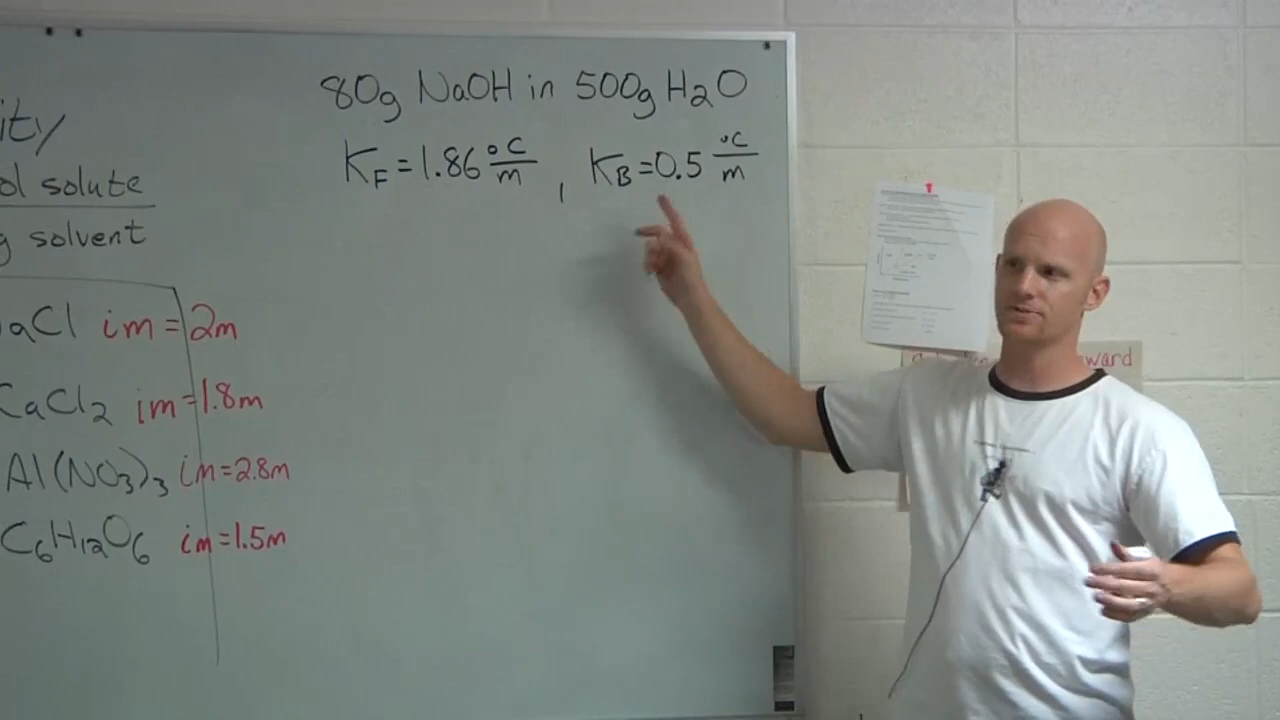 80g NaOH in 500g H2O
KF = 1.86 °C/m , KB = 0.5 °C/m
ity
ol solute
g solvent
aCl im = 2m
CaCl2 im = 1.8m
Al(NO3)3 im = 2.8m
C6H12O6 im = 1.5m
ward